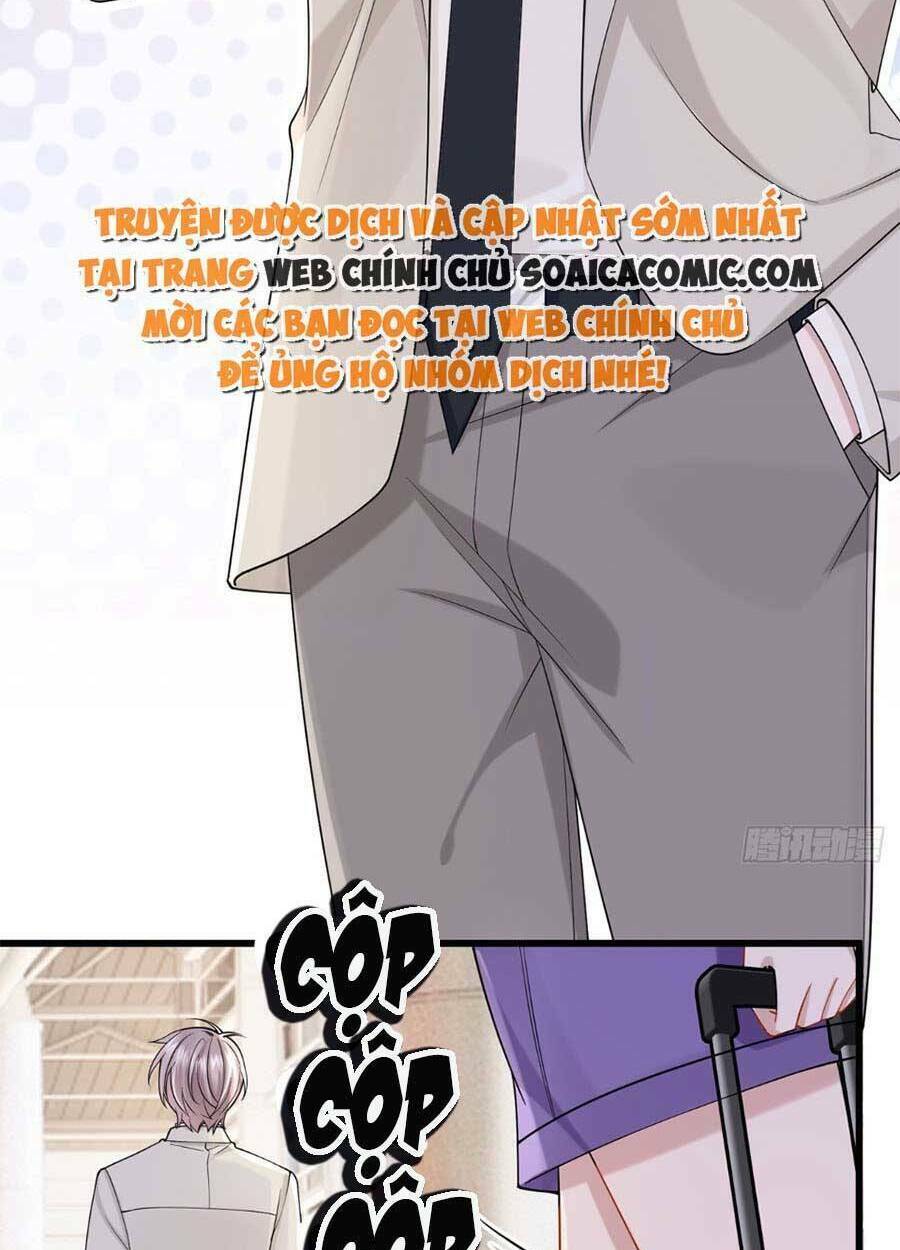 TRUYỆN ĐƯỢC DỊCH VÀ CẬP NHẬT SỚM NHẤT
TẠI TRANG WEB CHÍNH CHỦ SOAICACOMIC.COM
MỜI CÁC BẠN ĐỌC TẠI WEB CHÍNH CHỦ
ĐỂ ỦNG HỘ NHÓM DỊCH NHÉ!
腾讯动漫
CỘP
CỘP
CỘP